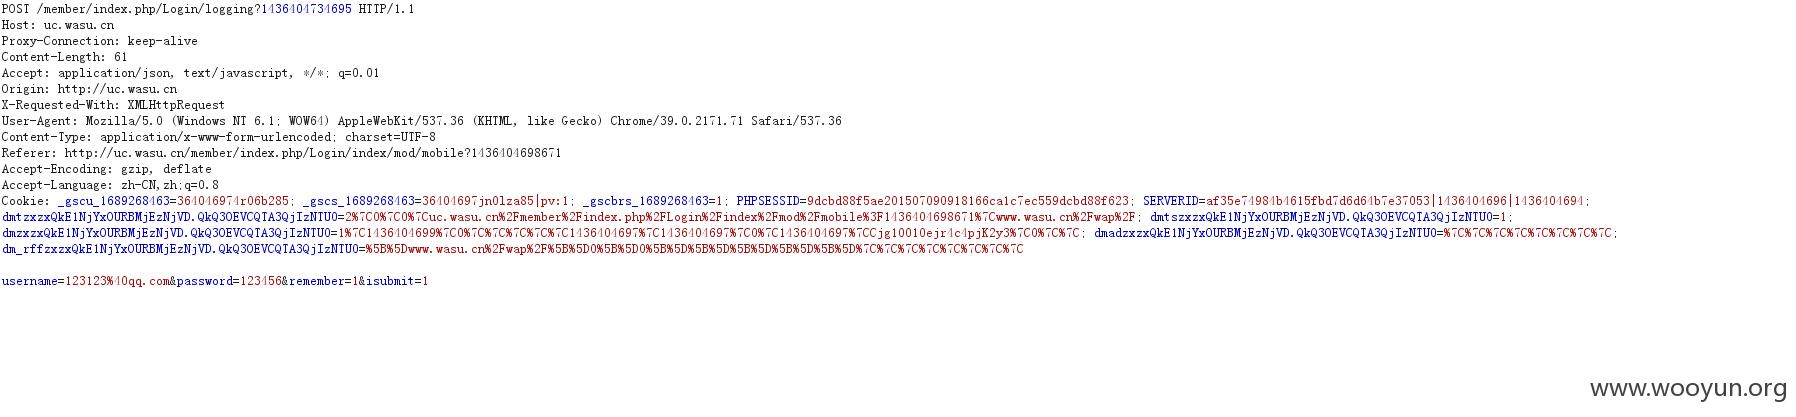 POST /member/index.php/Login/logging?1436404734695 HTTP/1.1
Host: uc.wasu.cn
Proxy-Connection: keep-alive
Content-Length: 61
Accept: application/json, text/javascript, */*; q=0.01
Origin: http://uc.wasu.cn
X-Requested-With: XMLHttpRequest
User-Agent: Mozilla/5.0 (Windows NT 6.1; WOW64) AppleWebKit/537.36 (KHTML, like Gecko) Chrome/39.0.2171.71 Safari/537.36
Content-Type: application/x-www-form-urlencoded; charset=UTF-8
Referer: http://uc.wasu.cn/member/index.php/Login/index/mod/mobile?1436404698671
Accept-Encoding: gzip, deflate
Accept-Language: zh-CN,zh;q=0.8
Cookie: _gscu_1689268463=364046974r06b285; _gscs_1689268463=36404697jn0lza85|pv:1; _gscbrs_1689268463=1; PHPSESSID=9dcbd88f5ae201507090918166ca1c7ec559dcbd88f623; SERVERID=af35e74984b4615fbd7d6d64b7e37053|1436404696|1436404694;
dmtzxzxQkE1NjYxOURBMjEzNjVD.QkQ3OEVCQTA3QjIzNTU0=2%7C0%7C0%7Cuc.wasu.cn%2Fmember%2Findex.php%2FLogin%2Findex%2Fmod%2Fmobile%3F1436404698671%7Cwww.wasu.cn%2Fwap%2F; dmtszxzxQkE1NjYxOURBMjEzNjVD.QkQ3OEVCQTA3QjIzNTU0=1;
dmzxzxzxQkE1NjYxOURBMjEzNjVD.QkQ3OEVCQTA3QjIzNTU0=1%7C1436404699%7C0%7C%7C%7C%7C%7C1436404697%7C1436404697%7C0%7C1436404697%7CCjg10010ejr4c4pjK2y3%7C0%7C%7C; dmadzxzxQkE1NjYxOURBMjEzNjVD.QkQ3OEVCQTA3QjIzNTU0=%7C%7C%7C%7C%7C%7C%7C%7C;
dm_rffzxzxQkE1NjYxOURBMjEzNjVD.QkQ3OEVCQTA3QjIzNTU0=%5B%5Dwww.wasu.cn%2Fwap%2F%5B%5D0%5B%5D0%5B%5D%5B%5D%5B%5D%5B%5D%5B%5D%7C%7C%7C%7C%7C%7C%7C
username=123123%40qq.com&password=123456&remember=1&isubmit=1
www.wooyun.org